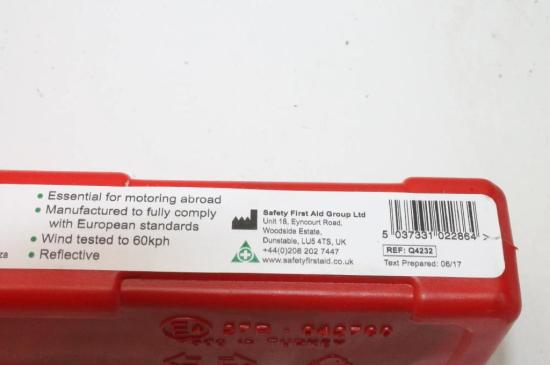 • Essential for motoring abroad
• Manufactured to fully comply
with European standards
• Wind tested to 60kph
• Reflective
za
Safety First Aid Group Ltd
Unit 18, Eyncourt Road,
Woodside Estate,
Dunstable, LU5 4TS, UK
+44(0)208 202 7447
www.safetyfirstaid.co.uk
5 037331 022864 >
REF: Q4232
Text Prepared: 06/17